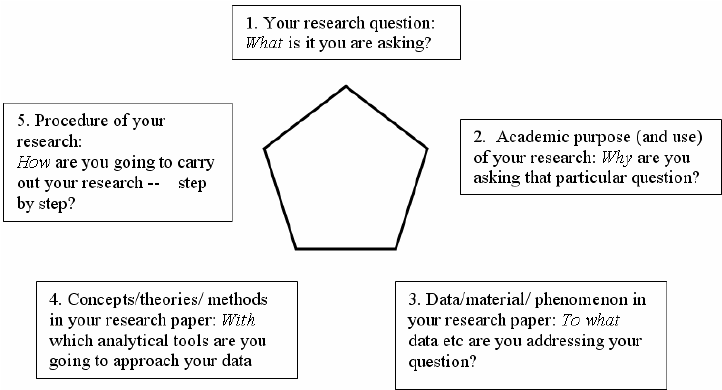 1. Your research question:
What is it you are asking?
2. Academic purpose (and use)
of your research: Why are you
asking that particular question?
3. Data/material/ phenomenon in
your research paper: To what
data etc are you addressing your
question?
4. Concepts/theories/ methods
in your research paper: With
which analytical tools are you
going to approach your data
5. Procedure of your
research:
How are you going to carry
out your research -- step
by step?